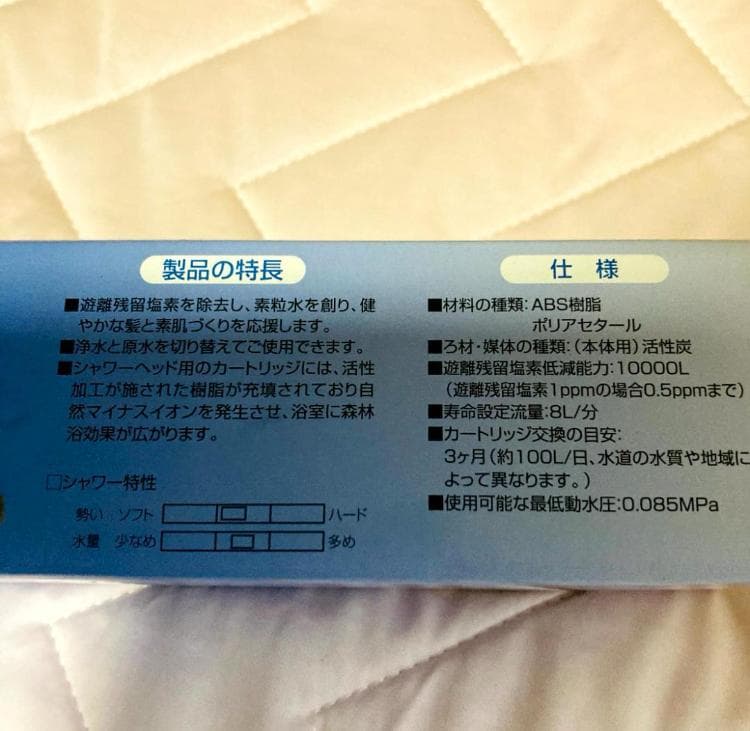 製品の特長
■遊離残留塩素を除去し、素粒水を創り、健
やかな髪と素肌づくりを応援します。
■浄水と原水を切り替えてご使用できます。
■シャワーヘッド用のカートリッジには、活性
加工が施された樹脂が充填されており自
然マイナスイオンを発生させ、浴室に森林
浴効果が広がります。
□シャワー特性
勢い ソフト ハード
水量 少なめ 多め
仕様
■材料の種類：ABS樹脂
ポリアセタール
■ろ材・媒体の種類：（本体用）活性炭
■遊離残留塩素低減能力：10000L
（遊離残留塩素1ppmの場合0.5ppmまで）
■寿命設定流量：8L/分
■カートリッジ交換の目安：
3ヶ月（約100L/日、水道の水質や地域に
よって異なります。）
■使用可能な最低動水圧：0.085MPa